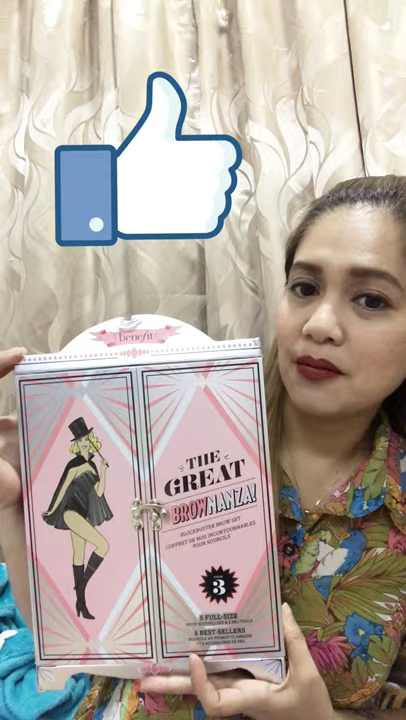 benefit
THE
GREAT
BROWNANZA!
BLOCKBUSTER BROW SET
COFFRET DE NOS INCONTOURNABLES
POUR SOURCILS
3
5 FULL-SIZE
6 BEST-SELLERS